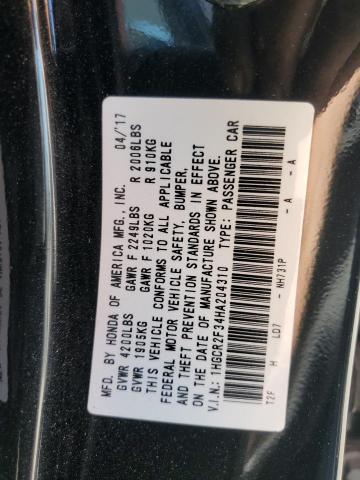 MFD. BY HONDA OF AMERICA MFG., INC. 04/'17
GVWR 4200LBS GAWR F 2249LBS R 2006LBS
GVWR 1905KG GAWR F 1020KG R 910KG
THIS VEHICLE CONFORMS TO ALL APPLICABLE
FEDERAL MOTOR VEHICLE SAFETY, BUMPER,
AND THEFT PREVENTION STANDARDS IN EFFECT
ON THE DATE OF MANUFACTURE SHOWN ABOVE.
V.I.N.: 1HGCR2F34HA204310 TYPE: PASSENGER CAR
T2F H LD7 NH731P - A - A